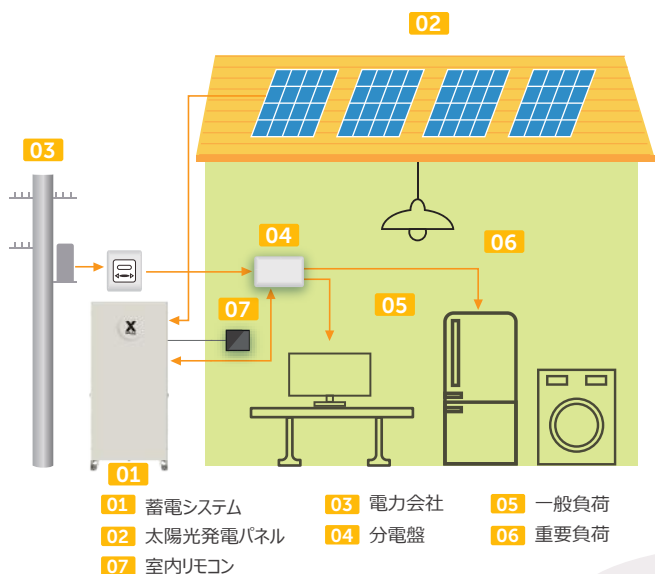 02
03
04
06
07
05
X
01
01 蓄電システム
03 電力会社
05 一般負荷
02 太陽光発電パネル
04 分電盤
06 重要負荷
07 室内リモコン